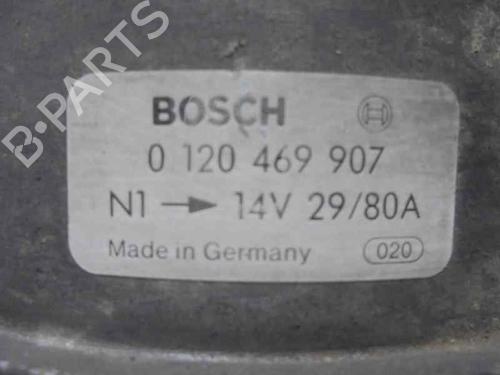 B-PARTS
BOSCH
0 120 469 907
N1 → 14V 29/80A
Made in Germany 020